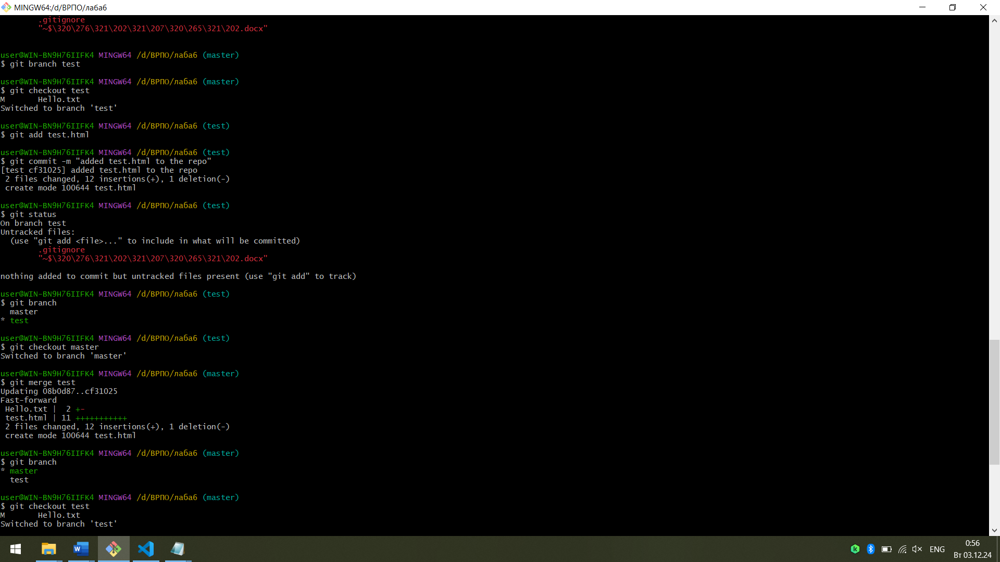 MINGW64:/d/ВРПО/лаба6
.gitignore
"~$\320\276\321\202\321\207\320\265\321\202.docx"
user@WIN-BN9H76IIFK4 MINGW64 /d/ВРПО/лаба6 (master)
$ git branch test
user@WIN-BN9H76IIFK4 MINGW64 /d/ВРПО/лаба6 (master)
$ git checkout test
M       Hello.txt
Switched to branch 'test'
user@WIN-BN9H76IIFK4 MINGW64 /d/ВРПО/лаба6 (test)
$ git add test.html
user@WIN-BN9H76IIFK4 MINGW64 /d/ВРПО/лаба6 (test)
$ git commit -m "added test.html to the repo"
[test cf31025] added test.html to the repo
 2 files changed, 12 insertions(+), 1 deletion(-)
 create mode 100644 test.html
user@WIN-BN9H76IIFK4 MINGW64 /d/ВРПО/лаба6 (test)
$ git status
On branch test
Untracked files:
  (use "git add <file>..." to include in what will be committed)
        .gitignore
        "~$\320\276\321\202\321\207\320\265\321\202.docx"
nothing added to commit but untracked files present (use "git add" to track)
user@WIN-BN9H76IIFK4 MINGW64 /d/ВРПО/лаба6 (test)
$ git branch
  master
* test
user@WIN-BN9H76IIFK4 MINGW64 /d/ВРПО/лаба6 (test)
$ git checkout master
Switched to branch 'master'
user@WIN-BN9H76IIFK4 MINGW64 /d/ВРПО/лаба6 (master)
$ git merge test
Updating 08b0d87..cf31025
Fast-forward
 Hello.txt |  2 +-
 test.html | 11 +++++++++++
 2 files changed, 12 insertions(+), 1 deletion(-)
 create mode 100644 test.html
user@WIN-BN9H76IIFK4 MINGW64 /d/ВРПО/лаба6 (master)
$ git branch
* master
  test
user@WIN-BN9H76IIFK4 MINGW64 /d/ВРПО/лаба6 (master)
$ git checkout test
M       Hello.txt
Switched to branch 'test'
ENG
0:56
Вт 03.12.24